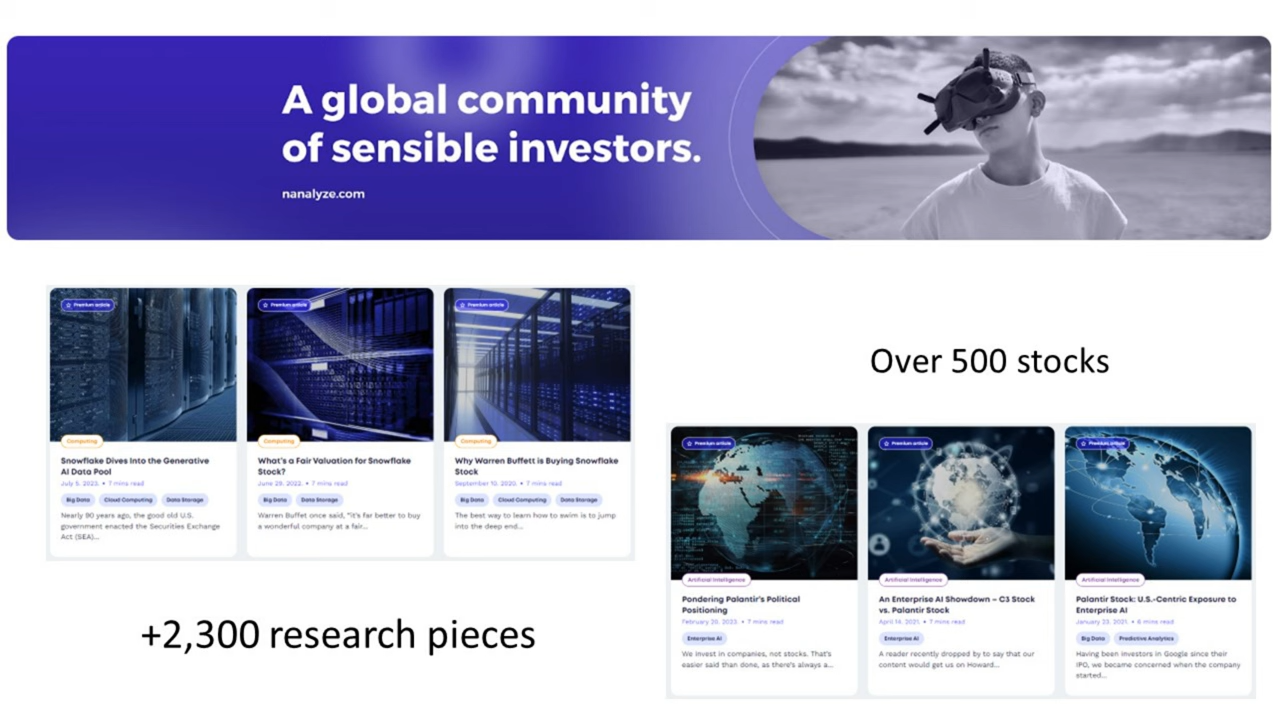 A global community
of sensible investors.
nanalyze.com
Premium article
Computing
Snowflake Dives Into the Generative
AI Data Pool
July 5, 2023. • 7 mins read
Big Data Cloud Computing Data Storage
Nearly 90 years ago, the good old U.S.
government enacted the Securities Exchange
Act (SEA)...
Premium article
Computing
What's a Fair Valuation for Snowflake
Stock?
June 29, 2022. • 7 mins read
Big Data Data Storage
Warren Buffet once said, "it's far better to buy
a wonderful company at a fair...
Premium article
Computing
Why Warren Buffett is Buying Snowflake
Stock
September 10, 2020. • 7 mins read
Big Data Cloud Computing Data Storage
The best way to learn how to swim is to jump
into the deep end...
Over 500 stocks
+2,300 research pieces
Premium article
Artificial Intelligence
Pondering Palantir's Political
Positioning
February 20, 2023. • 7 mins read
Enterprise AI
We invest in companies, not stocks. That's
easier said than done, as there's always a...
Premium article
Artificial Intelligence
An Enterprise AI Showdown – C3 Stock
vs. Palantir Stock
April 14, 2021. • 7 mins read
Enterprise AI
A reader recently dropped by to say that our
content would get us on Howard...
Premium article
Artificial Intelligence
Palantir Stock: U.S.-Centric Exposure to
Enterprise AI
January 23, 2021. • 6 mins read
Big Data Predictive Analytics
Having been investors in Google since their
IPO, we became concerned when the company
started...